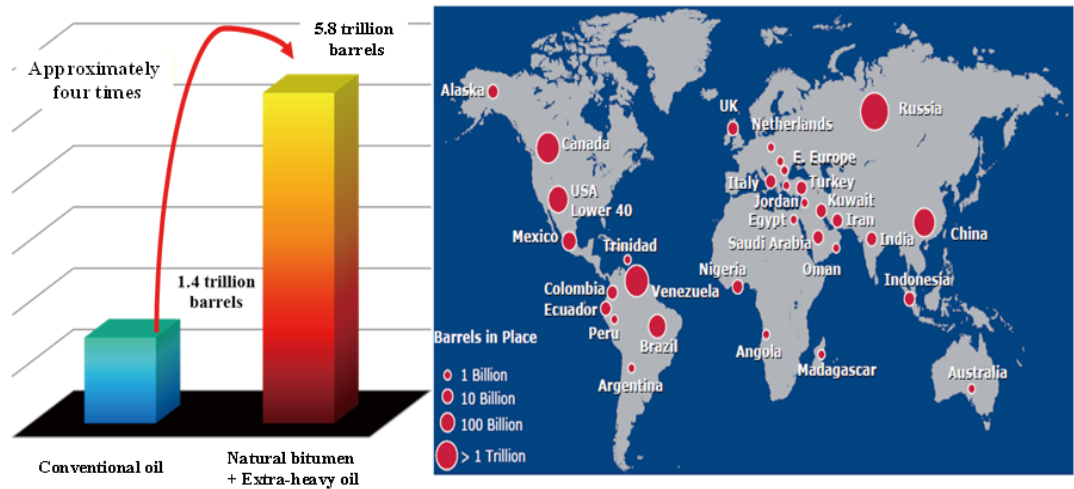 5.8 trillion
barrels
Approximately
four times
1.4 trillion
barrels
Conventional oil
Natural bitumen
+ Extra-heavy oil
Alaska
Canada
USA
Lower 40
Mexico
Trinidad
Colombia
Venezuela
Ecuador
Peru
Brazil
Argentina
UK
Netherlands
E. Europe
Italy
Turkey
Jordan
Kuwait
Egypt
Iran
Saudi Arabia
Oman
India
Nigeria
Angola
Madagascar
Russia
China
Indonesia
Australia
Barrels in Place
1 Billion
10 Billion
100 Billion
> 1 Trillion